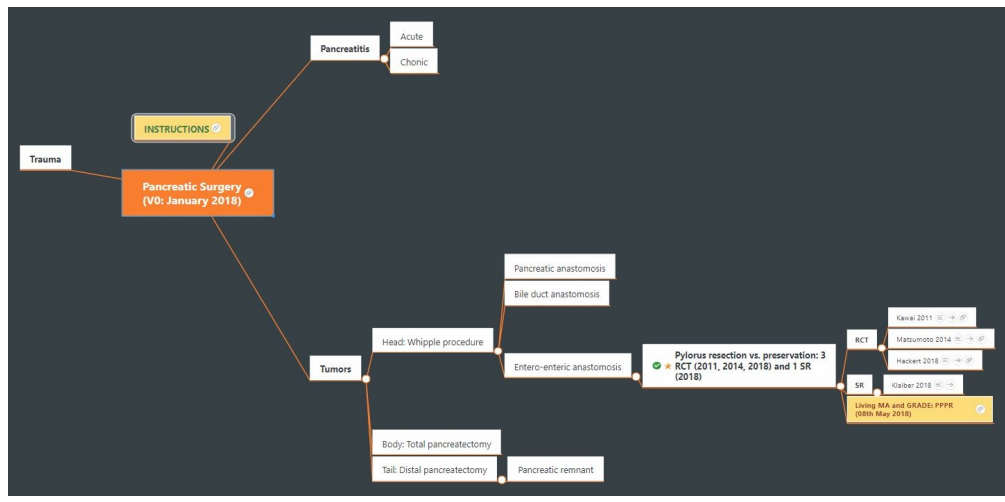 Pancreatitis
Acute
Chonic
INSTRUCTIONS
Trauma
Pancreatic Surgery
(V0: January 2018)
Tumors
Head: Whipple procedure
Pancreatic anastomosis
Bile duct anastomosis
Entero-enteric anastomosis
Pylorus resection vs. preservation: 3
RCT (2011, 2014, 2018) and 1 SR
(2018)
RCT
Kawai 2011
Matsumoto 2014
Hackert 2018
SR
Klaiber 2018
Living MA and GRADE: PPPR
(08th May 2018)
Body: Total pancreatectomy
Tail: Distal pancreatectomy
Pancreatic remnant